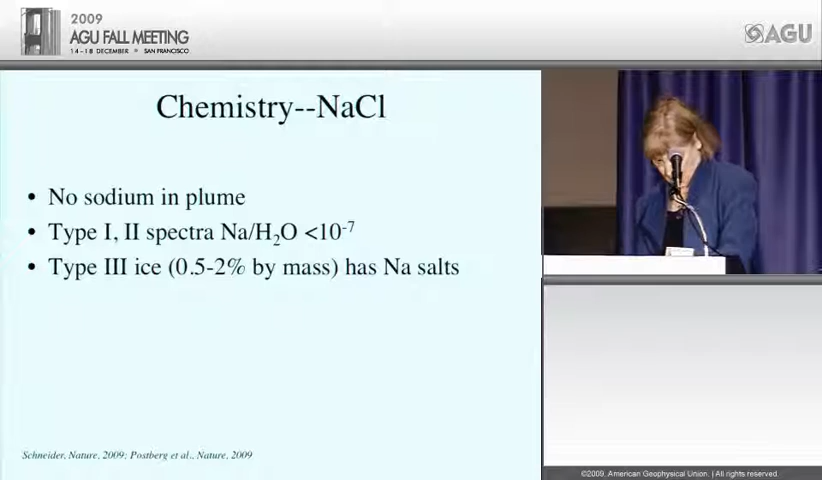 2009
AGU FALL MEETING
14-18 DECEMBER • SAN FRANCISCO
AGU
Chemistry--NaCl
• No sodium in plume
• Type I, II spectra Na/H₂O <10⁻⁷
• Type III ice (0.5-2% by mass) has Na salts
Schneider, Nature, 2009; Postberg et al., Nature, 2009
©2009. American Geophysical Union. | All rights reserved.